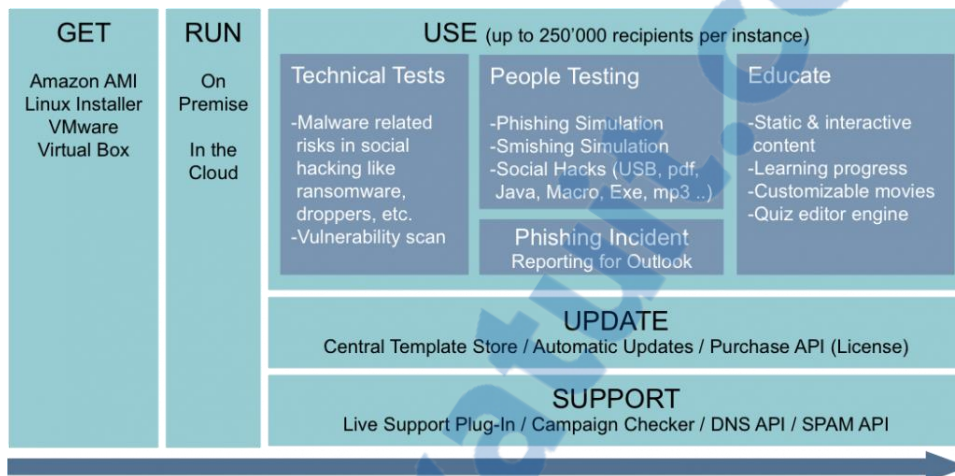 GET
Amazon AMI
Linux Installer
VMware
Virtual Box
RUN
On
Premise
In the
Cloud
USE (up to 250'000 recipients per instance)
Technical Tests
-Malware related
risks in social
hacking like
ransomware,
droppers, etc.
-Vulnerability scan
People Testing
-Phishing Simulation
-Smishing Simulation
-Social Hacks (USB, pdf,
Java, Macro, Exe, mp3 ..)
Phishing Incident
Reporting for Outlook
Educate
-Static & interactive
content
-Learning progress
-Customizable movies
-Quiz editor engine
UPDATE
Central Template Store / Automatic Updates / Purchase API (License)
SUPPORT
Live Support Plug-In / Campaign Checker / DNS API / SPAM API